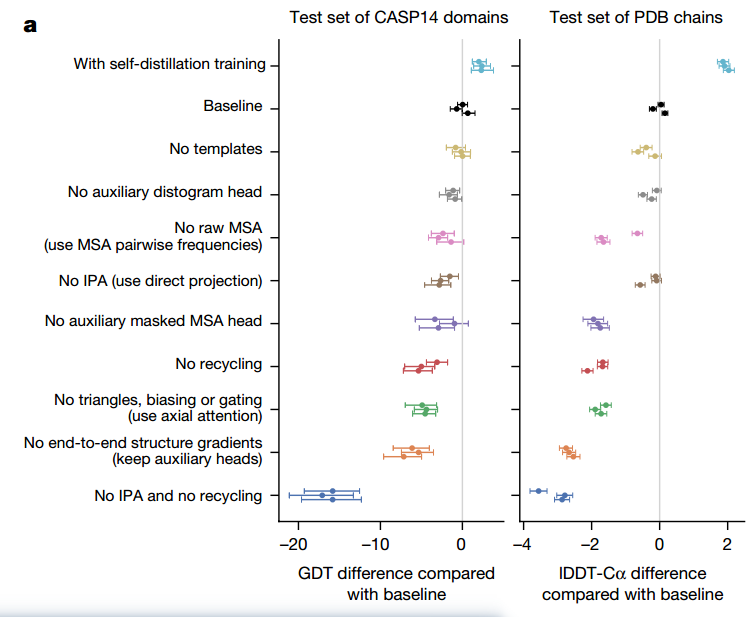 a
Test set of CASP14 domains
Test set of PDB chains
With self-distillation training
Baseline
No templates
No auxiliary distogram head
No raw MSA
(use MSA pairwise frequencies)
No IPA (use direct projection)
No auxiliary masked MSA head
No recycling
No triangles, biasing or gating
(use axial attention)
No end-to-end structure gradients
(keep auxiliary heads)
No IPA and no recycling
−20 −10 0
−4 −2 0 2
GDT difference compared
with baseline
lDDT-Cα difference
compared with baseline